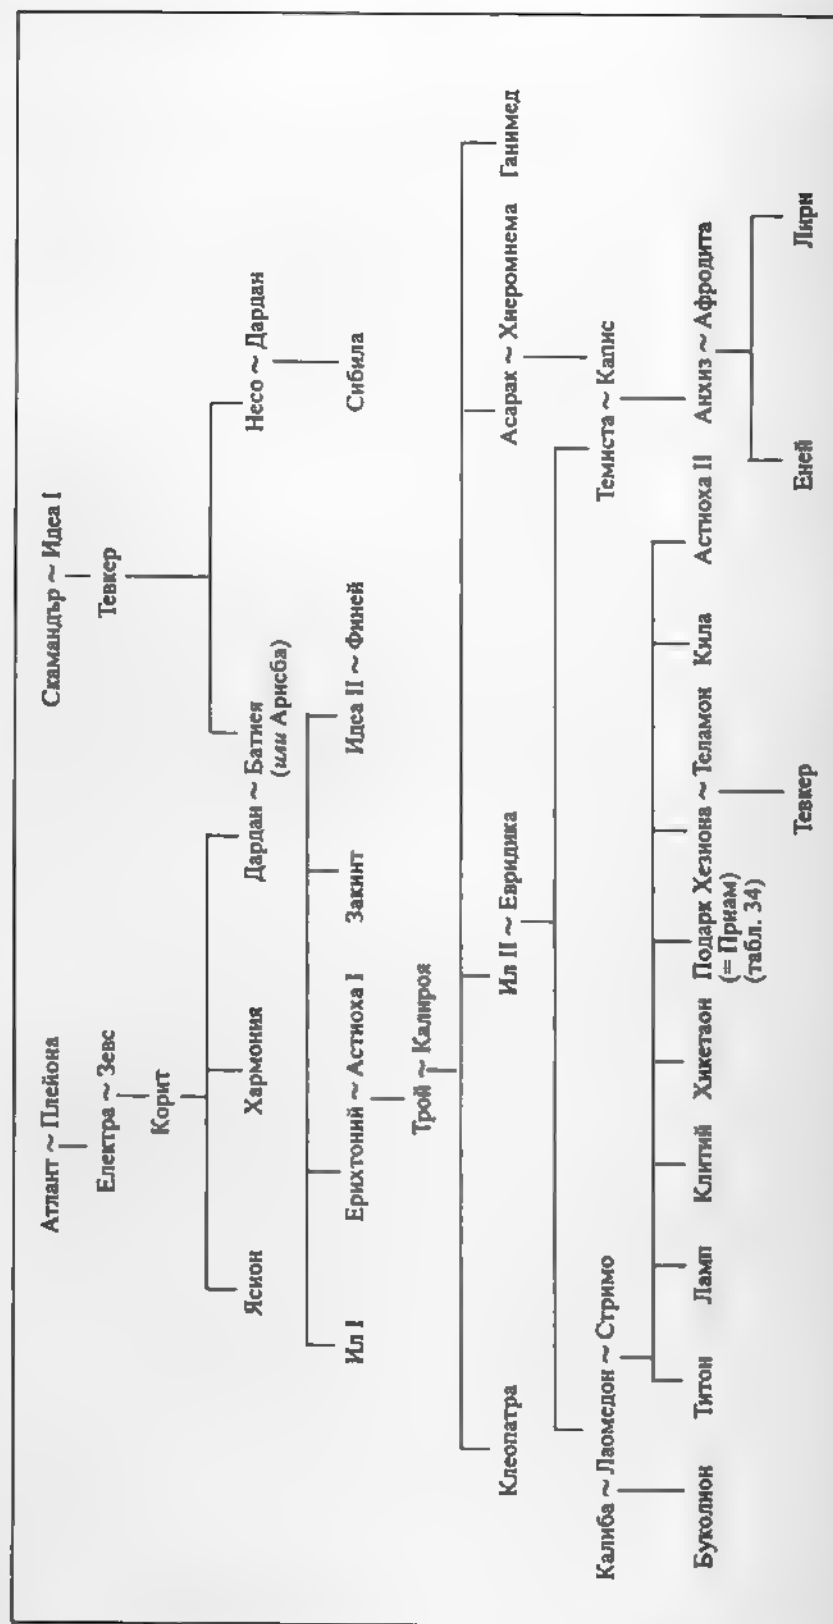 Атлант ~ Плейона
Скамандър ~ Идеа I
Електра ~ Зевс
Тевкер
Корит
Ясион
Хармония
Дардан ~ Батиея
(или Арисба)
Несо ~ Дардан
Ил I
Ерихтоний ~ Астиоха I
Закинт
Идеа II ~ Финей
Сибила
Трой ~ Калироя
Клеопатра
Ил II ~ Евридика
Асарак ~ Хиеромнема
Ганимед
Калиба ~ Лаомедон ~ Стримо
Темиста ~ Капис
Буколион
Титон
Ламп
Клитий
Хикетаон
Подарк
(= Приам)
(табл. 34)
Хезиона ~ Теламон
Кила
Астиоха II
Анхиз ~ Афродита
Тевкер
Еней
Лирн